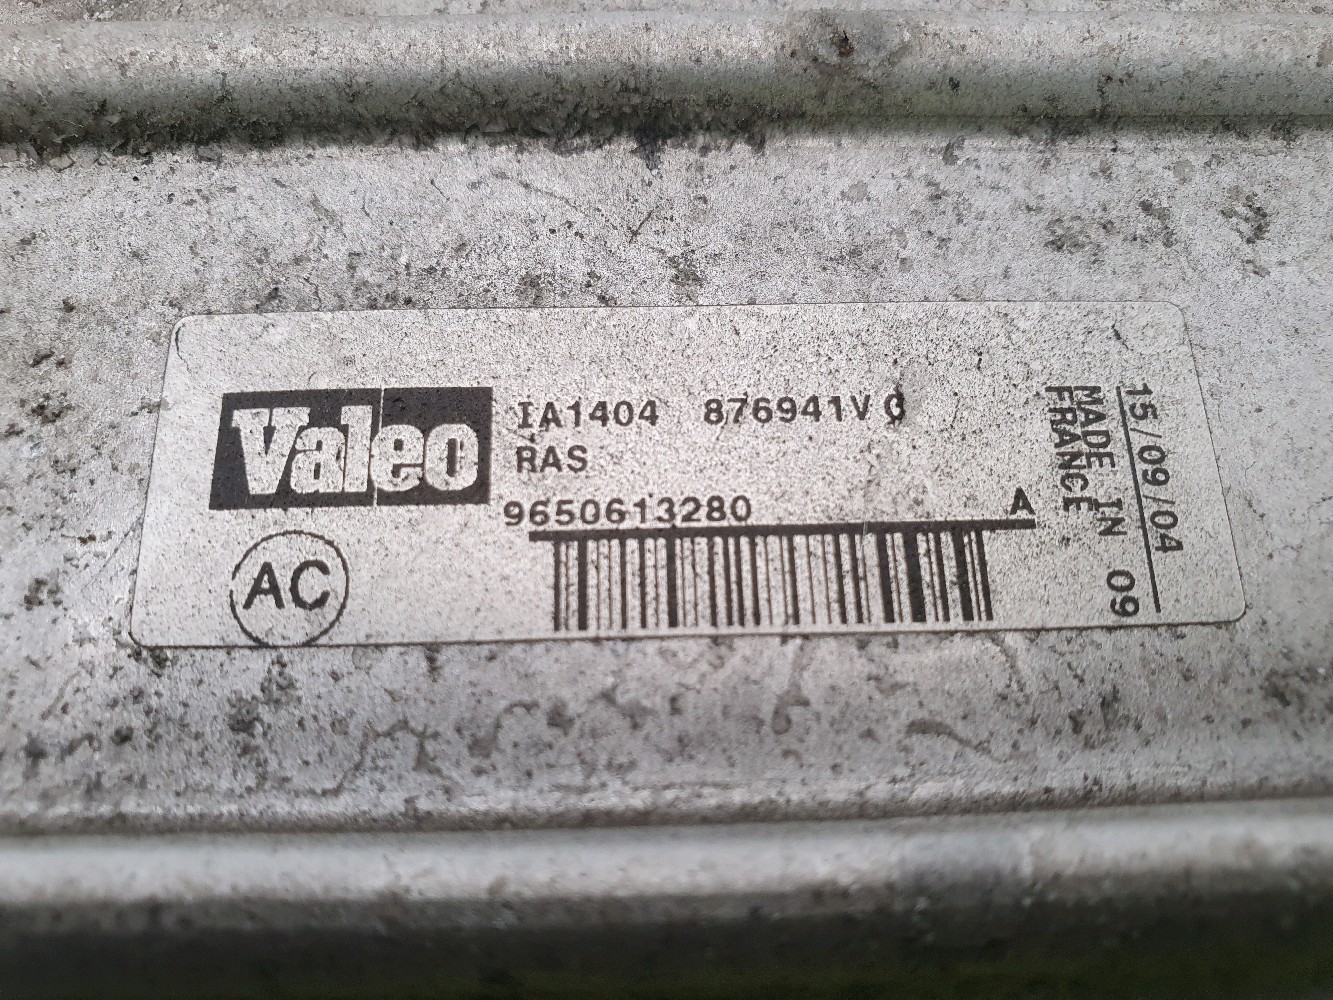 Valeo
IA1404 876941V
RAS
9650613280 A
AC
15/09/04
MADE IN 09
FRANCE